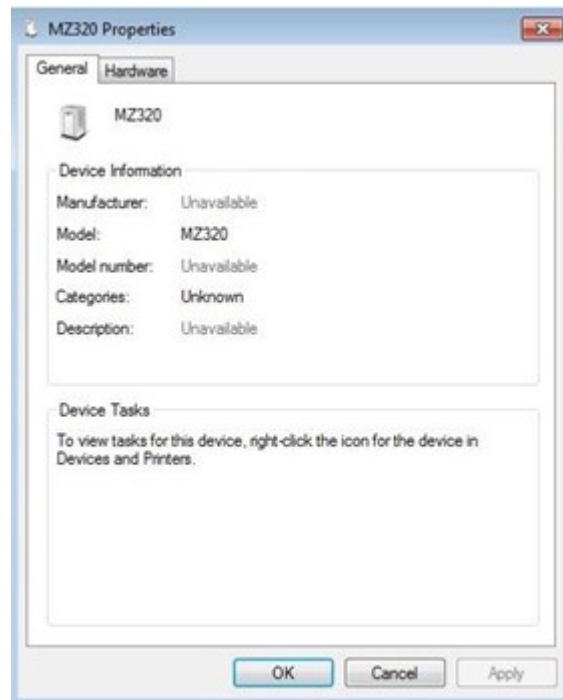 MZ320 Properties
General Hardware
MZ320
Device Information
Manufacturer: Unavailable
Model: MZ320
Model number: Unavailable
Categories: Unknown
Description: Unavailable
Device Tasks
To view tasks for this device, right-click the icon for the device in
Devices and Printers.
OK Cancel Apply